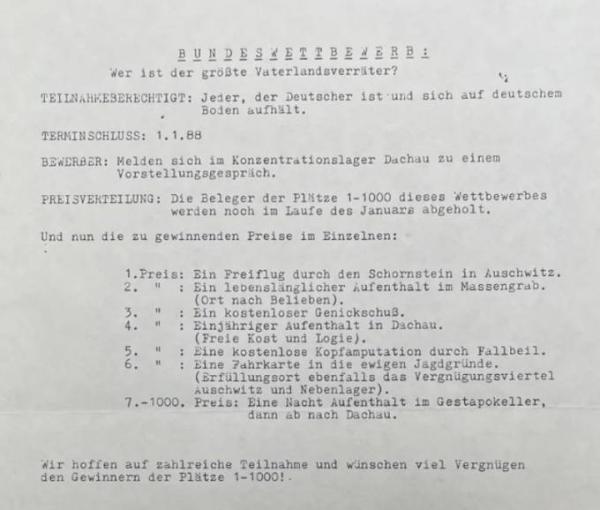 BUNDESWETTBEWERB:
Wer ist der größte Vaterlandsverräter?
TEILNAHMEBERECHTIGT: Jeder, der Deutscher ist und sich auf deutschem
Boden aufhält.
TERMINSCHLUSS: 1.1.88
BEWERBER: Melden sich im Konzentrationslager Dachau zu einem
Vorstellungsgespräch.
PREISVERTEILUNG: Die Beleger der Plätze 1-1000 dieses Wettbewerbes
werden noch im Laufe des Januars abgeholt.
Und nun die zu gewinnenden Preise im Einzelnen:
1.Preis: Ein Freiflug durch den Schornstein in Auschwitz.
2. " : Ein lebenslänglicher Aufenthalt im Massengrab.
(Ort nach Belieben).
3. " : Ein kostenloser Genickschuß.
4. " : Einjähriger Aufenthalt in Dachau.
(Freie Kost und Logie).
5. " : Eine kostenlose Kopfamputation durch Fallbeil.
6. " : Eine Fahrkarte in die ewigen Jagdgründe.
(Erfüllungsort ebenfalls das Vergnügungsviertel
Auschwitz und Nebenlager).
7.-1000. Preis: Eine Nacht Aufenthalt im Gestapokeller,
dann ab nach Dachau.
Wir hoffen auf zahlreiche Teilnahme und wünschen viel Vergnügen
den Gewinnern der Plätze 1-1000!